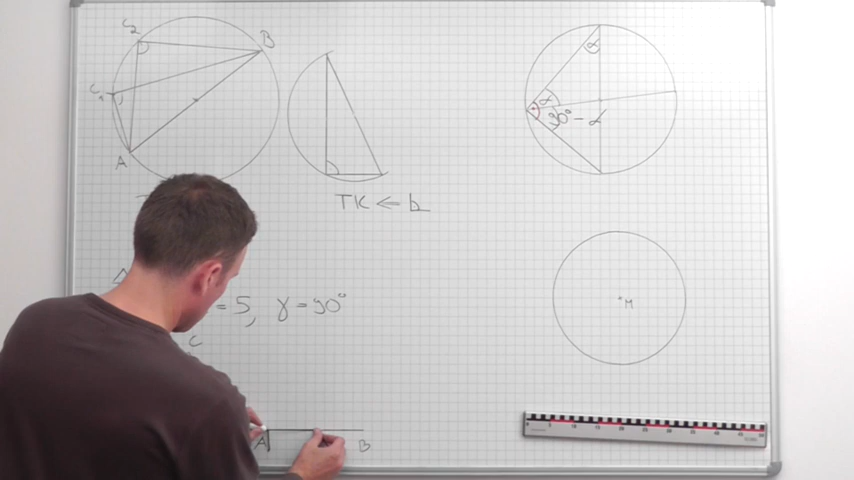 C₂
B
C₁
A
α
α
90° - α
TK ⇐ b
M
= 5, γ = 90°
C
A
B